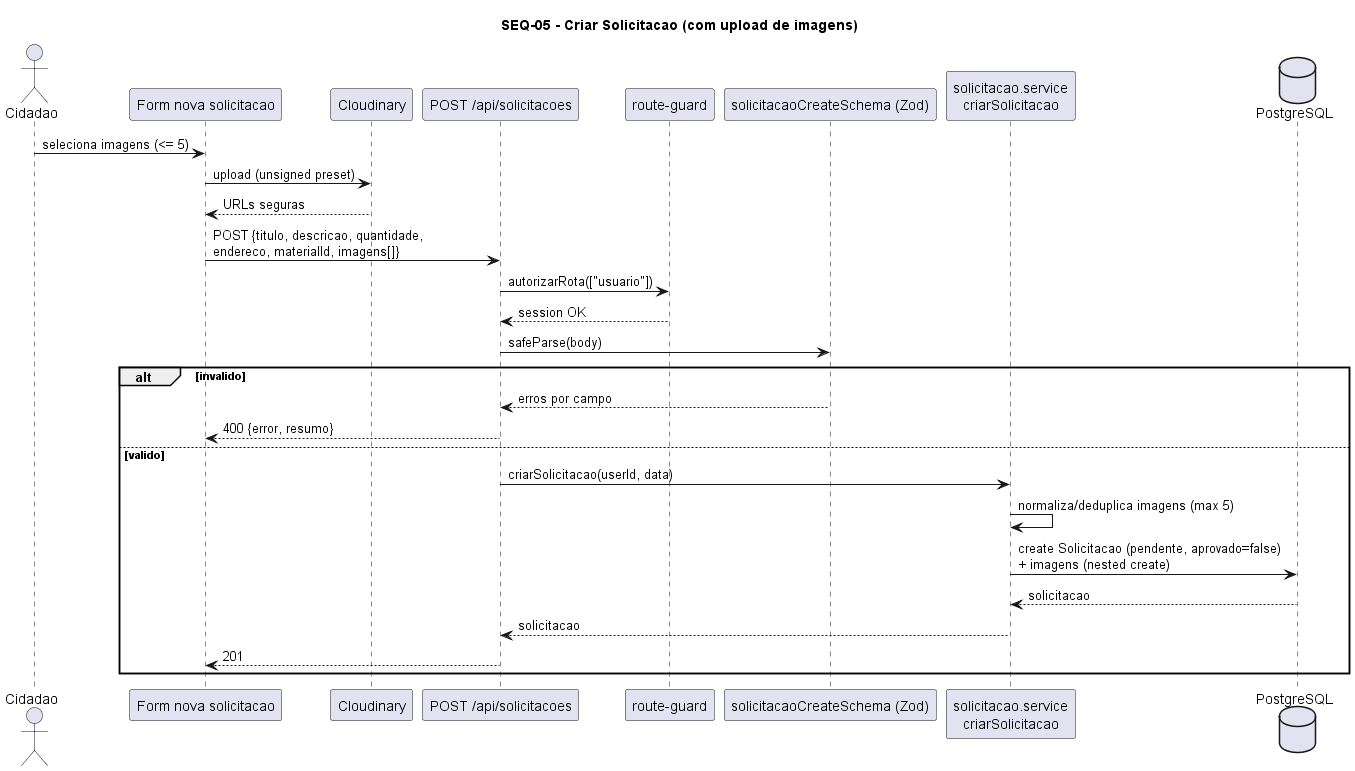 SEQ-05 - Criar Solicitacao (com upload de imagens)
Cidadao
Form nova solicitacao
Cloudinary
POST /api/solicitacoes
route-guard
solicitacaoCreateSchema (Zod)
solicitacao.service
criarSolicitacao
PostgreSQL
seleciona imagens (<= 5)
upload (unsigned preset)
URLs seguras
POST {titulo, descricao, quantidade,
endereco, materialId, imagens[]}
autorizarRota(["usuario"])
session OK
safeParse(body)
alt
[invalido]
erros por campo
400 {error, resumo}
[valido]
criarSolicitacao(userId, data)
normaliza/deduplica imagens (max 5)
create Solicitacao (pendente, aprovado=false)
+ imagens (nested create)
solicitacao
solicitacao
201
Cidadao
Form nova solicitacao
Cloudinary
POST /api/solicitacoes
route-guard
solicitacaoCreateSchema (Zod)
solicitacao.service
criarSolicitacao
PostgreSQL